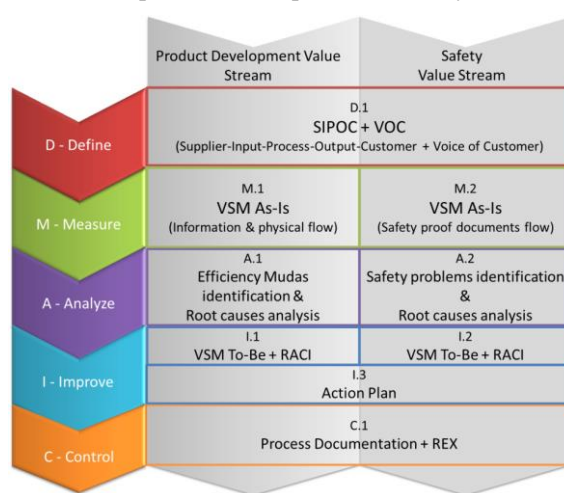 Product Development Value
Stream
Safety
Value Stream
D - Define
D.1
SIPOC + VOC
(Supplier-Input-Process-Output-Customer + Voice of Customer)
M - Measure
M.1
VSM As-Is
(Information & physical flow)
M.2
VSM As-Is
(Safety proof documents flow)
A - Analyze
A.1
Efficiency Mudas
identification &
Root causes analysis
A.2
Safety problems identification
&
Root causes analysis
I - Improve
I.1
VSM To-Be + RACI
I.2
VSM To-Be + RACI
I.3
Action Plan
C - Control
C.1
Process Documentation + REX